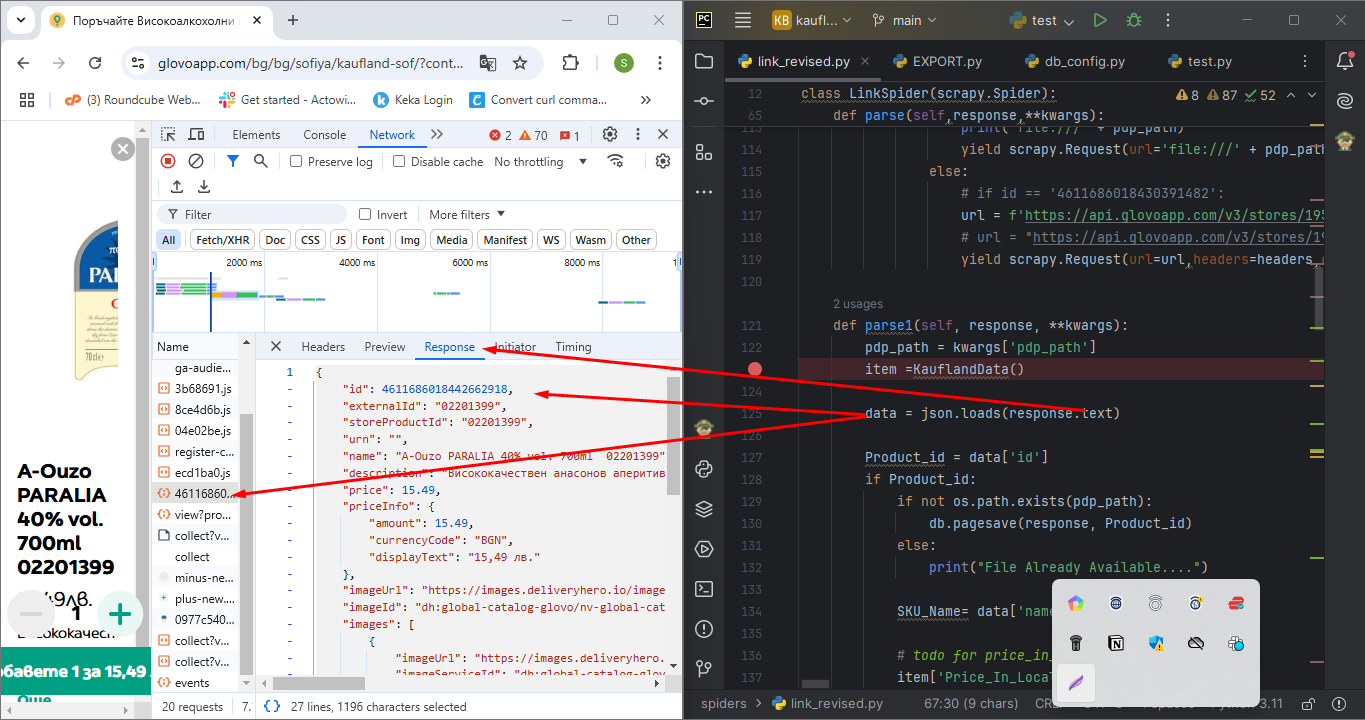 Поръчайте Високоалкохолни н
glovoapp.com/bg/bg/sofiya/kaufland-sof/?cont...
S
(3) Roundcube Web...
Get started - Actowi...
Keka Login
Convert curl comma...
Elements
Console
Network
2
70
1
Preserve log
Disable cache
No throttling
Filter
Invert
More filters
All
Fetch/XHR
Doc
CSS
JS
Font
Img
Media
Manifest
WS
Wasm
Other
2000 ms
4000 ms
6000 ms
8000 ms
Name
Headers
Preview
Response
Initiator
Timing
ga-audience
3b68691.js
8ce4d6b.js
04e02be.js
register-c...
ecd1ba0.js
46116860...
view?pro...
collect?v...
collect
minus-ne...
plus-new...
0977c540...
collect?v...
collect?v...
events
1
{
"id": 4611686018442662918,
"externalId": "02201399",
"storeProductId": "02201399",
"urn": "",
"name": "A-Ouzo PARALIA 40% vol. 700ml  02201399"
"description": "Висококачествен анасонов аперитив
"price": 15.49,
"priceInfo": {
"amount": 15.49,
"currencyCode": "BGN",
"displayText": "15,49 лв."
},
"imageUrl": "https://images.deliveryhero.io/image
"imageId": "dh:global-catalog-glovo/nv-global-cat
"images": [
{
"imageUrl": "https://images.deliveryhero.
"imageServiceId": "dh:global-catalog-glov
20 requests
7.
27 lines, 1196 characters selected
PAR
70cl e
A-Ouzo
PARALIA
40% vol.
700ml
02201399
49лв.
1
Висококачест
обавете 1 за 15,49
Още
PC
KB
kaufl...
main
test
link_revised.py
EXPORT.py
db_config.py
test.py
12
class LinkSpider(scrapy.Spider):
8
87
52
65
def parse(self,response,**kwargs):
113
print('file:///' + pdp_path)
114
yield scrapy.Request(url='file:///' + pdp_path
115
else:
116
# if id == '4611686018430391482':
117
url = f'https://api.glovoapp.com/v3/stores/195
118
# url = "https://api.glovoapp.com/v3/stores/19
119
yield scrapy.Request(url=url,headers=headers,
120
2 usages
121
def parse1(self, response, **kwargs):
122
pdp_path = kwargs['pdp_path']
item =KauflandData()
124
125
data = json.loads(response.text)
126
127
Product_id = data['id']
128
if Product_id:
129
if not os.path.exists(pdp_path):
130
db.pagesave(response, Product_id)
131
else:
132
print("File Already Available....")
133
134
SKU_Name= data['name
135
136
# todo for price_in_
137
item['Price_In_Local
spiders
link_revised.py
67:30 (9 chars)
3.11